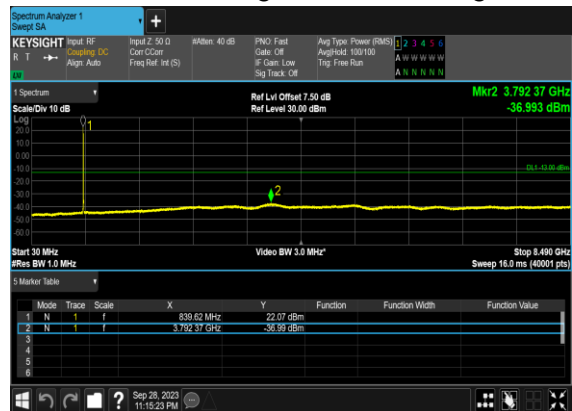 Spectrum Analyzer 1
Swept SA
+
KEYSIGHT Input: RF Input Z: 50 Ω #Atten: 40 dB PNO: Fast Avg Type: Power (RMS) 1 2 3 4 5 6
R T Coupling: DC Corr CCorr Gate: Off Avg|Hold: 100/100 A W W W W W
Align: Auto Freq Ref: Int (S) IF Gain: Low Trig: Free Run
LW Sig Track: Off A N N N N N
1 Spectrum Ref Lvl Offset 7.50 dB Mkr2 3.792 37 GHz
Scale/Div 10 dB Ref Level 30.00 dBm -36.993 dBm
Log
20.0
10.0
0.00
-10.0
-20.0
-30.0
-40.0
-50.0
-60.0
1
DL1 -13.00 dBm
2
Start 30 MHz Video BW 3.0 MHz* Stop 8.490 GHz
#Res BW 1.0 MHz Sweep 16.0 ms (40001 pts)
5 Marker Table
Mode Trace Scale X Y Function Function Width Function Value
1 N 1 f 839.62 MHz 22.07 dBm
2 N 1 f 3.792 37 GHz -36.99 dBm
3
4
5
6
? Sep 28, 2023
11:15:23 PM